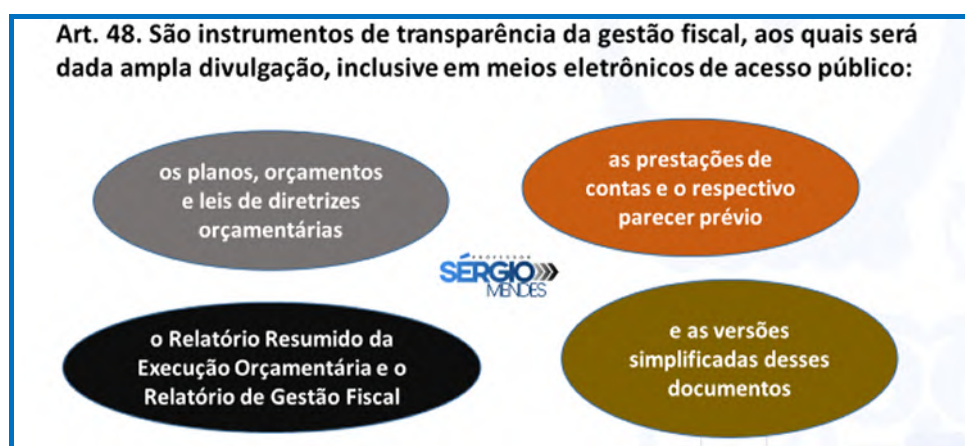 Art. 48. São instrumentos de transparência da gestão fiscal, aos quais será
dada ampla divulgação, inclusive em meios eletrônicos de acesso público:
os planos, orçamentos
e leis de diretrizes
orçamentárias
as prestações de
contas e o respectivo
parecer prévio
PROFESSOR
SÉRGIO
MENDES
o Relatório Resumido da
Execução Orçamentária e o
Relatório de Gestão Fiscal
e as versões
simplificadas desses
documentos